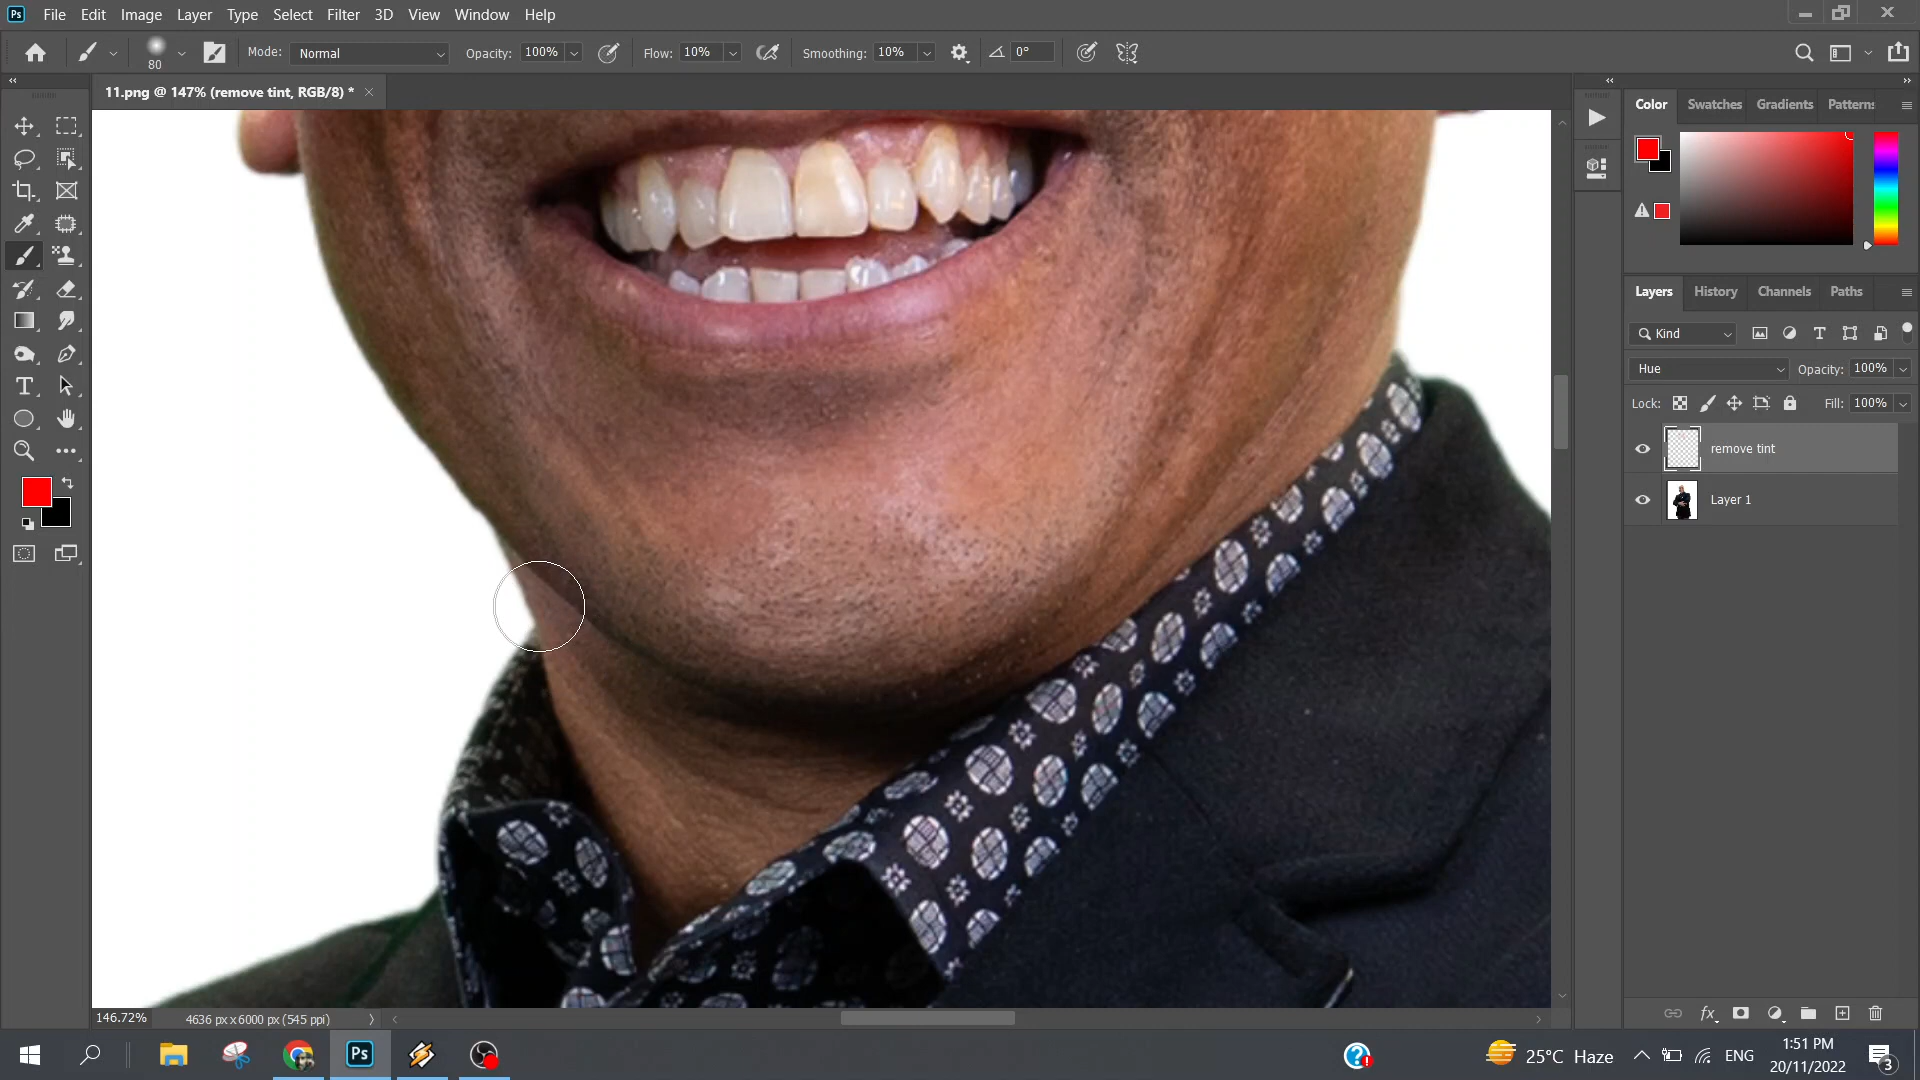 Ps File Edit Image Layer Type Select Filter 3D View Window Help
80 Mode: Normal Opacity: 100% Flow: 10% Smoothing: 10% 0°
11.png @ 147% (remove tint, RGB/8) *
Color Swatches Gradients Patterns
Layers History Channels Paths
Kind
Hue Opacity: 100%
Lock: Fill: 100%
remove tint
Layer 1
146.72% 4636 px x 6000 px (545 ppi)
Ps 25°C Haze ENG 1:51 PM
20/11/2022 3